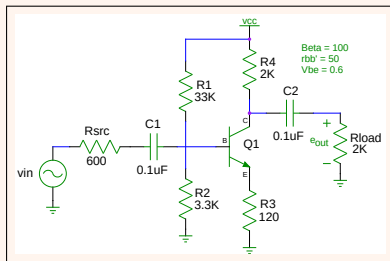 vcc
Beta = 100
rbb' = 50
Vbe = 0.6
R4
2K
R1
33K
C2
0.1uF
C
B
E
Q1
Rsrc
600
C1
0.1uF
+
eout
−
Rload
2K
vin
R2
3.3K
R3
120